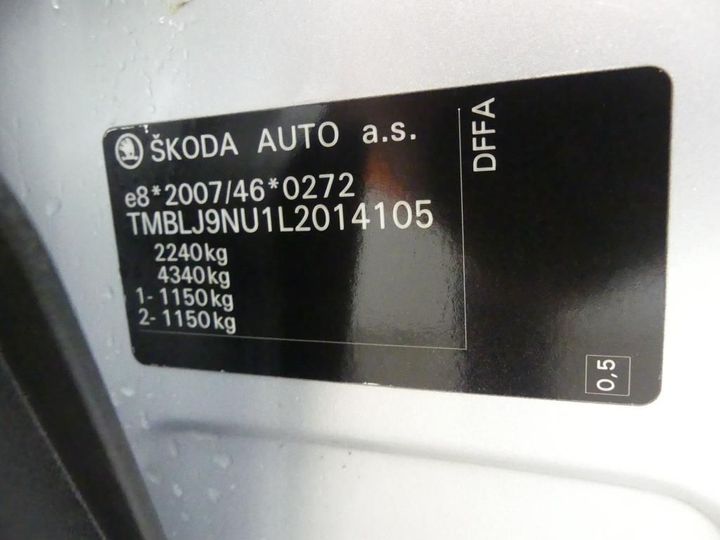 ŠKODA AUTO a.s.
e8*2007/46*0272
TMBLJ9NU1L2014105
2240kg
4340kg
1- 1150kg
2- 1150kg
DFFA
0,5